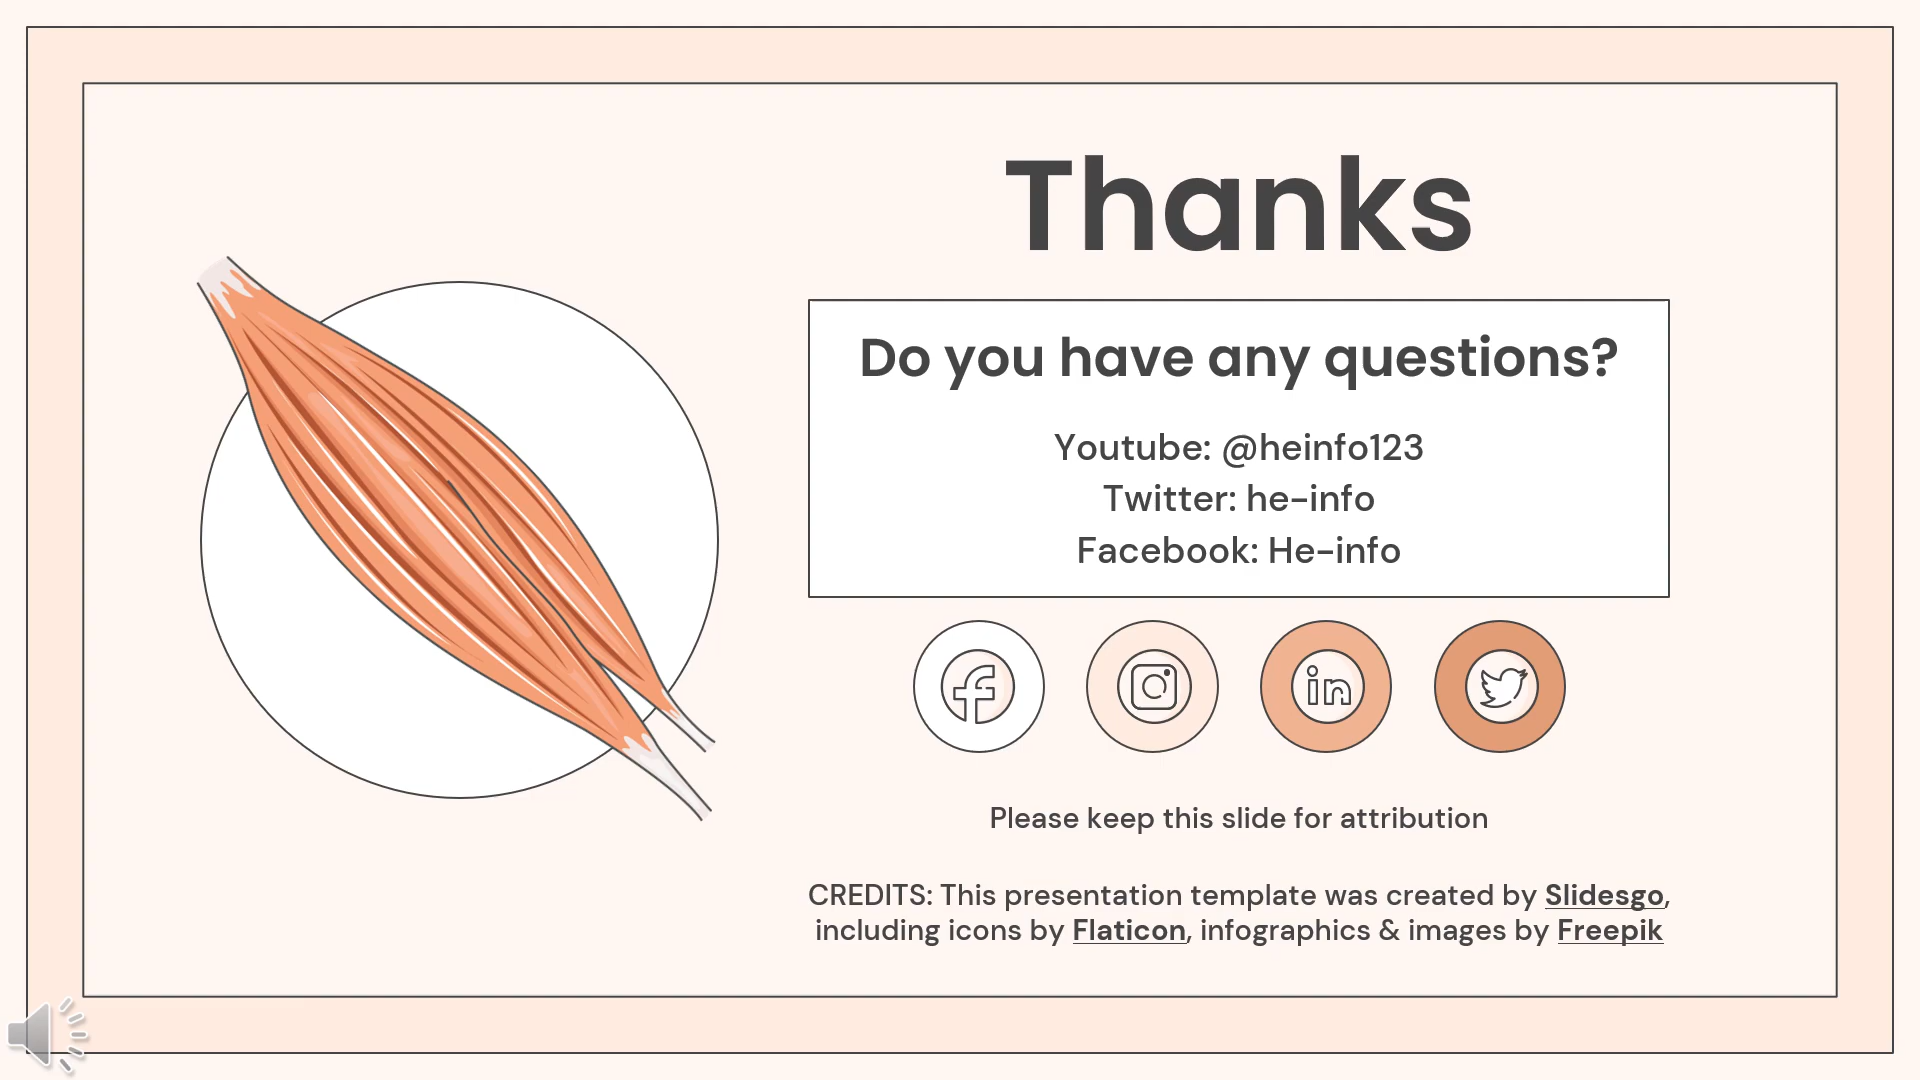 Thanks
Do you have any questions?
Youtube: @heinfo123
Twitter: he-info
Facebook: He-info
in
Please keep this slide for attribution
CREDITS: This presentation template was created by Slidesgo,
including icons by Flaticon, infographics & images by Freepik